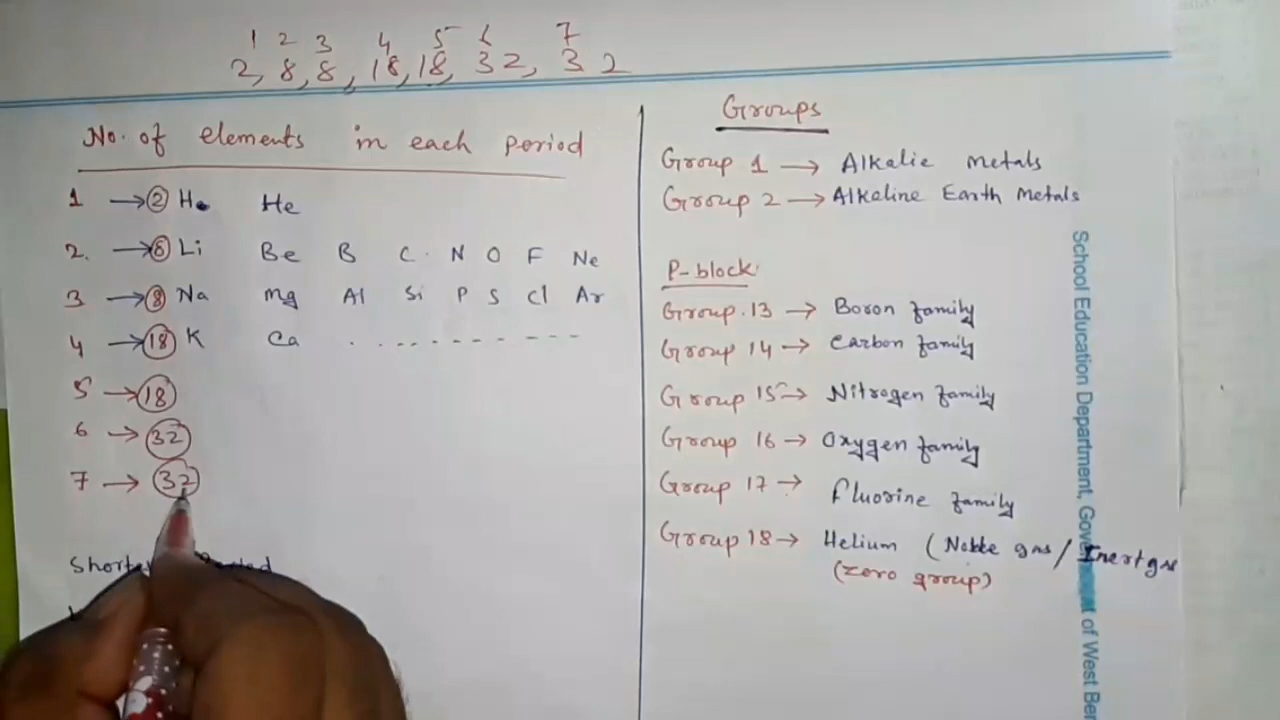 1 2 3 4 5 6 7
2, 8, 8, 18, 18, 32, 32
No. of elements in each period
1 → 2 He He
2. → 8 Li Be B C N O F Ne
3 → 8 Na Mg Al Si P S Cl Ar
4 → 18 K Ca . . . . . . . . . .
5 → 18
6 → 32
7 → 32
Period
Groups
Group 1 → Alkalie metals
Group 2 → Alkaline Earth Metals
P-block
Group 13 → Boron family
Group 14 → Carbon family
Group 15 → Nitrogen family
Group 16 → Oxygen family
Group 17 → Fluorine family
Group 18 → Helium (Noble gas / Inert gas
(Zero group)
School Education Department, Government of West Ben